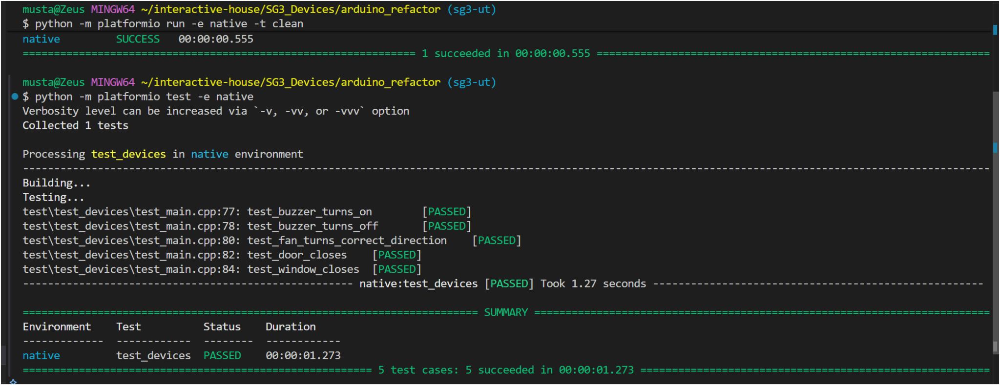 musta@Zeus MINGW64 ~/interactive-house/SG3_Devices/arduino_refactor (sg3-ut)
$ python -m platformio run -e native -t clean
native         SUCCESS   00:00:00.555
=============================================================== 1 succeeded in 00:00:00.555 ===============================================================
musta@Zeus MINGW64 ~/interactive-house/SG3_Devices/arduino_refactor (sg3-ut)
$ python -m platformio test -e native
Verbosity level can be increased via `-v, -vv, or -vvv` option
Collected 1 tests
Processing test_devices in native environment
-----------------------------------------------------------------------------------------------------------------------------------------------------------
Building...
Testing...
test\test_devices\test_main.cpp:77: test_buzzer_turns_on        [PASSED]
test\test_devices\test_main.cpp:78: test_buzzer_turns_off       [PASSED]
test\test_devices\test_main.cpp:80: test_fan_turns_correct_direction    [PASSED]
test\test_devices\test_main.cpp:82: test_door_closes    [PASSED]
test\test_devices\test_main.cpp:84: test_window_closes  [PASSED]
----------------------------------------------------- native:test_devices [PASSED] Took 1.27 seconds -----------------------------------------------------
========================================================================= SUMMARY =========================================================================
Environment    Test          Status    Duration
-------------  ------------  --------  ------------
native         test_devices  PASSED    00:00:01.273
======================================================== 5 test cases: 5 succeeded in 00:00:01.273 ========================================================